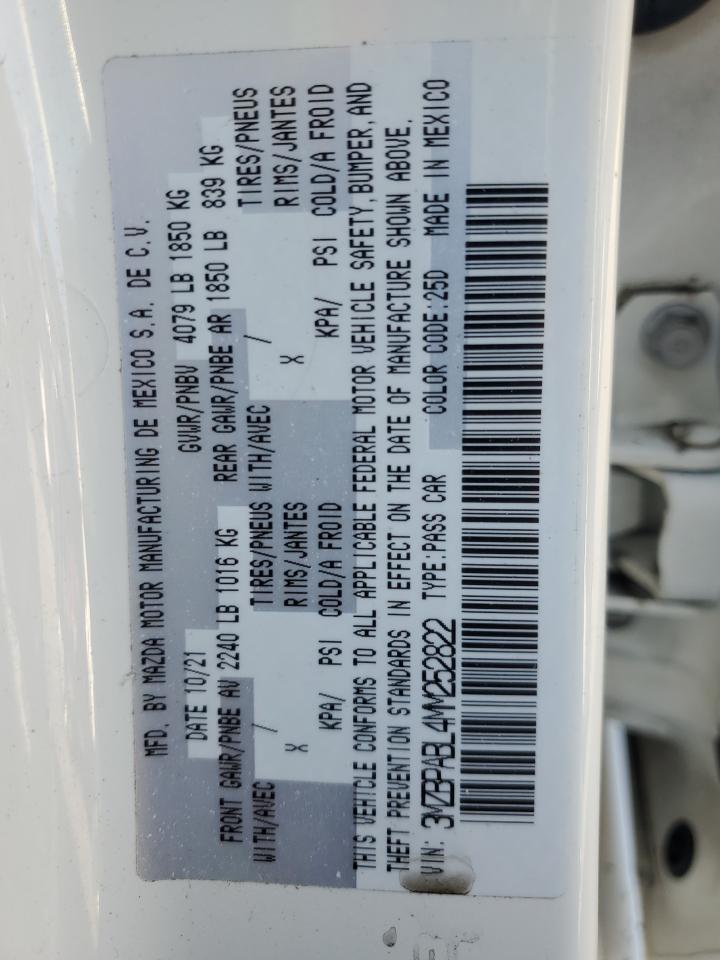 MFD. BY MAZDA MOTOR MANUFACTURING DE MEXICO S.A. DE C.V.
DATE 10/21 GVWR/PNBV 4079 LB 1850 KG
FRONT GAWR/PNBE AV 2240 LB 1016 KG REAR GAWR/PNBE AR 1850 LB 839 KG
WITH/AVEC / TIRES/PNEUS WITH/AVEC / TIRES/PNEUS
X RIMS/JANTES X RIMS/JANTES
KPA/ PSI COLD/A FROID KPA/ PSI COLD/A FROID
THIS VEHICLE CONFORMS TO ALL APPLICABLE FEDERAL MOTOR VEHICLE SAFETY, BUMPER, AND
THEFT PREVENTION STANDARDS IN EFFECT ON THE DATE OF MANUFACTURE SHOWN ABOVE.
VIN: 3MZBPABL4MM252822 TYPE:PASS CAR COLOR CODE:25D MADE IN MEXICO